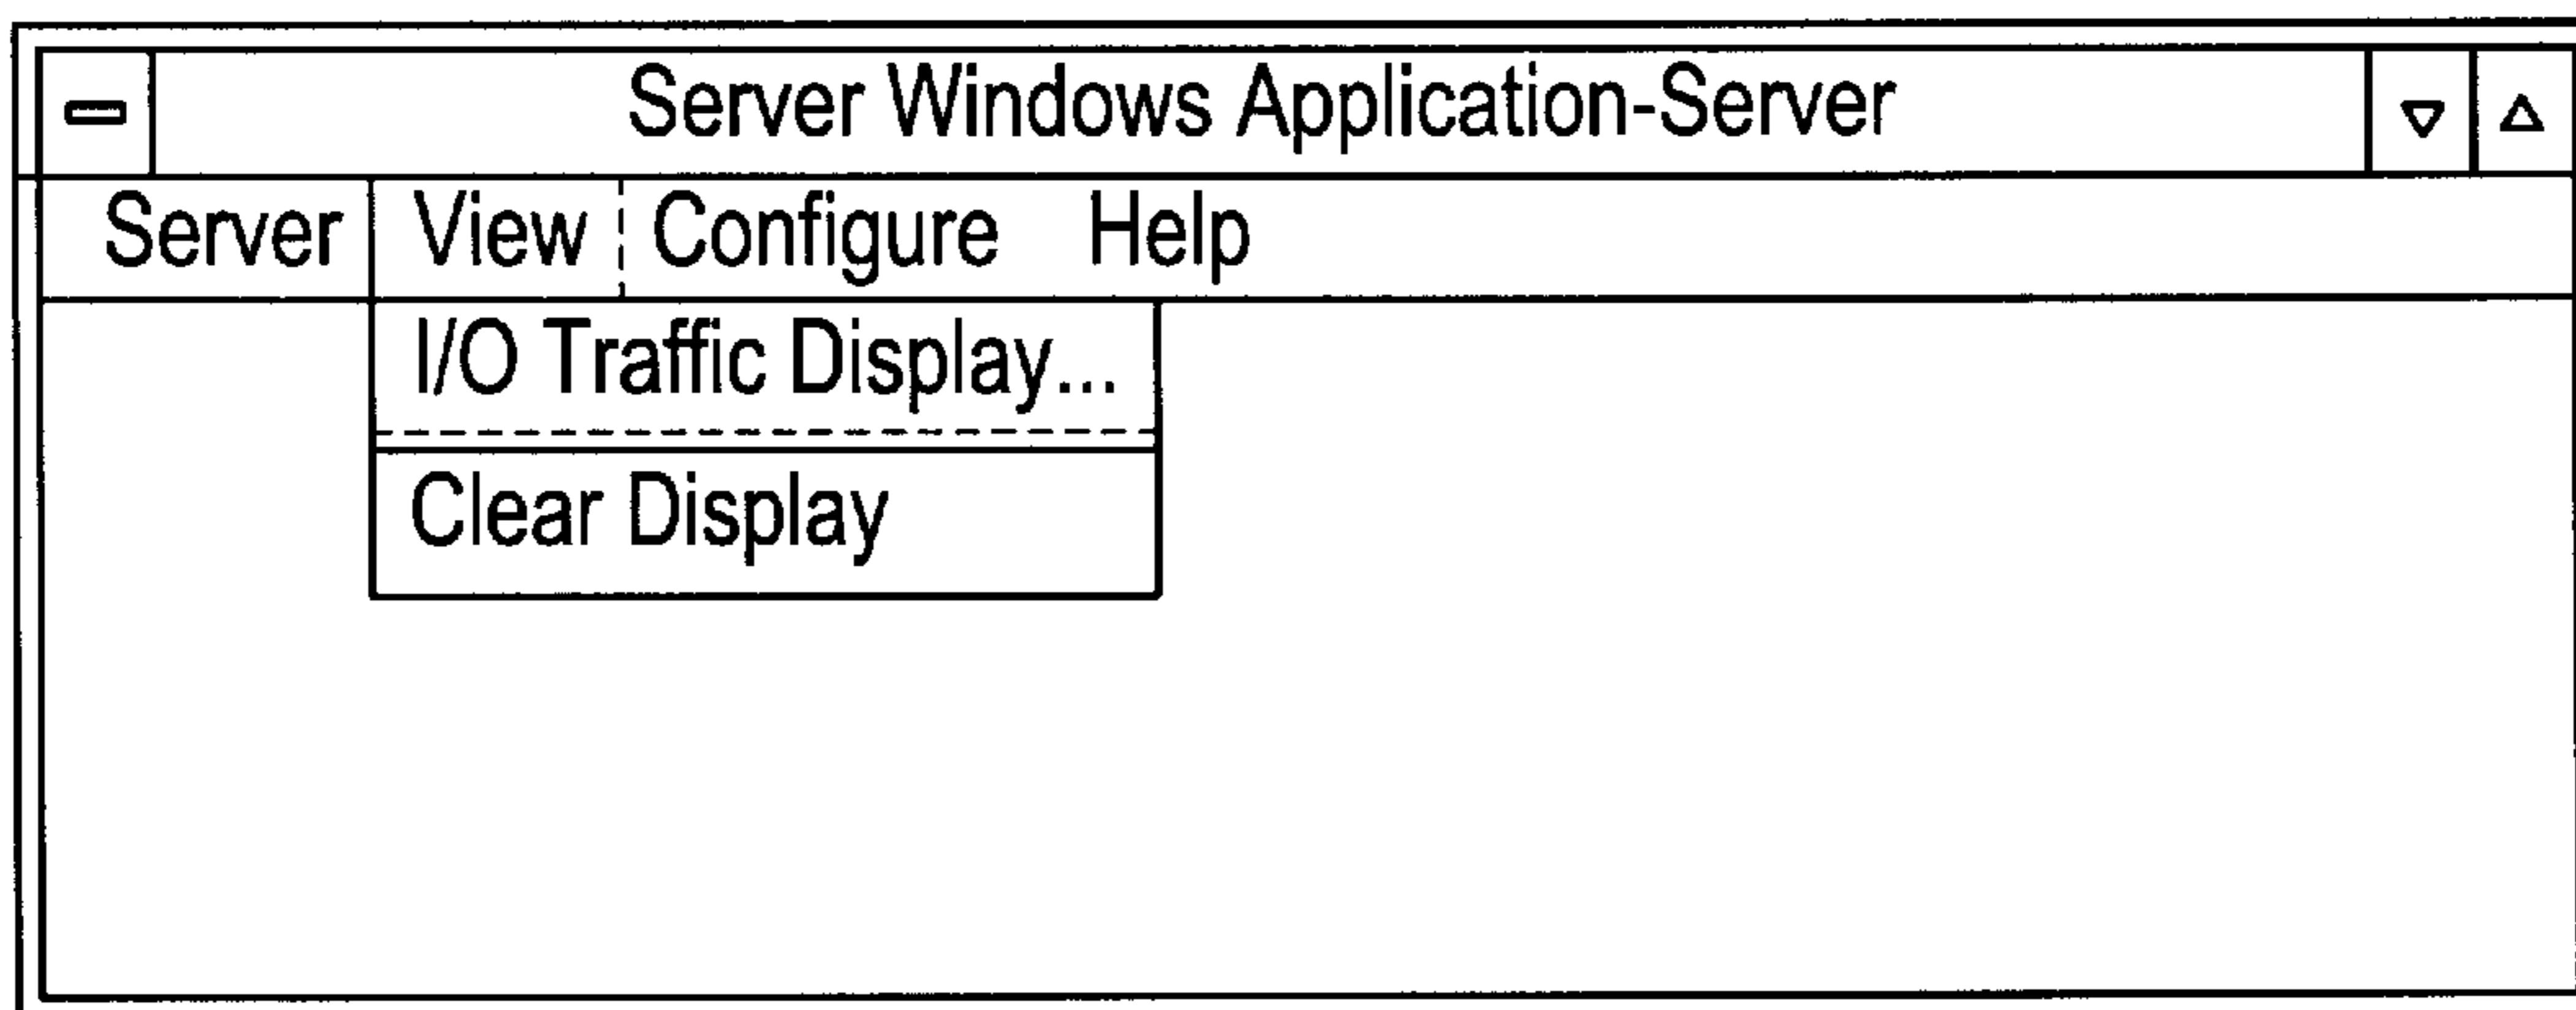 Server Windows Application-Server
Server View Configure Help
I/O Traffic Display...
Clear Display